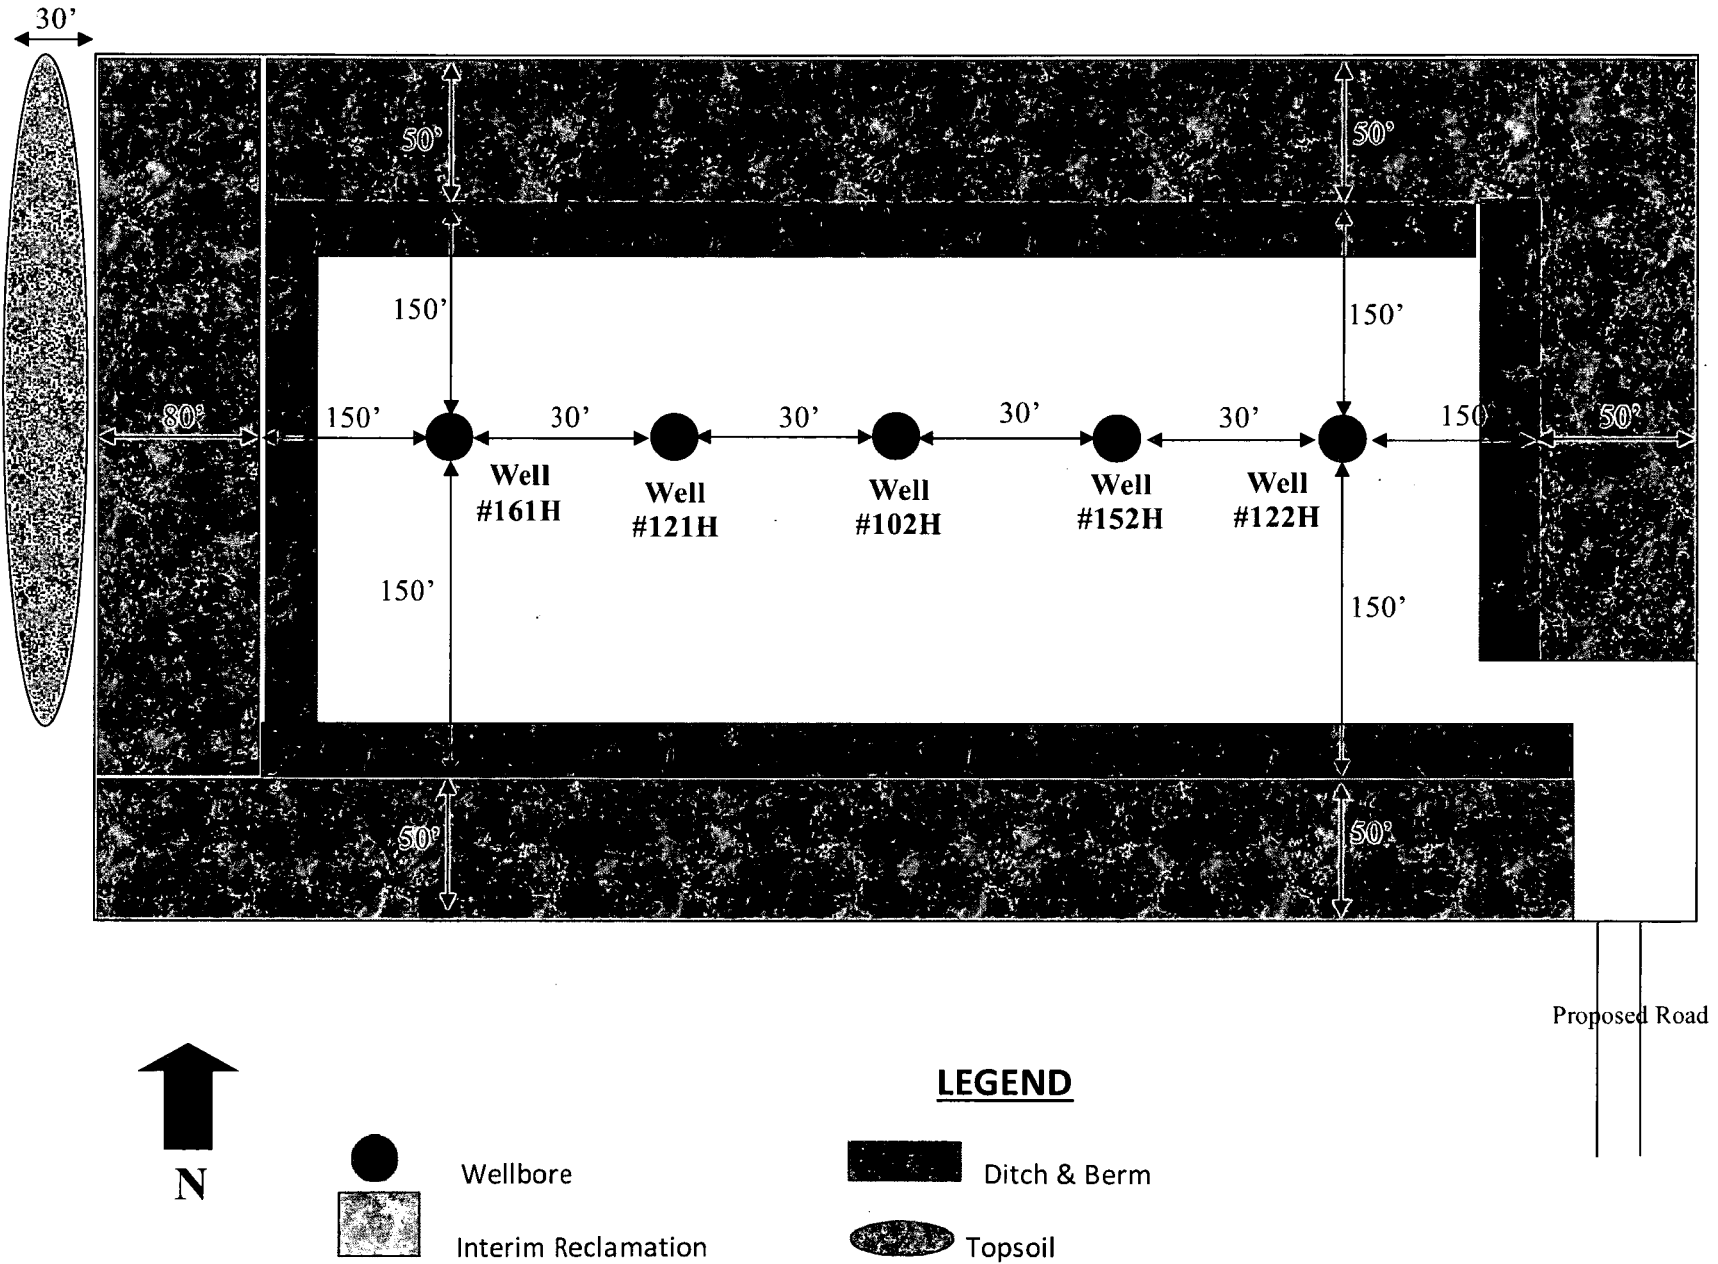 30’
50’
50’
150’
150’
80’
150’
30’
30’
30’
30’
150’
50’
Well
#161H
Well
#121H
Well
#102H
Well
#152H
Well
#122H
150’
150’
50’
50’
Proposed Road
N
LEGEND
Wellbore
Ditch & Berm
Interim Reclamation
Topsoil